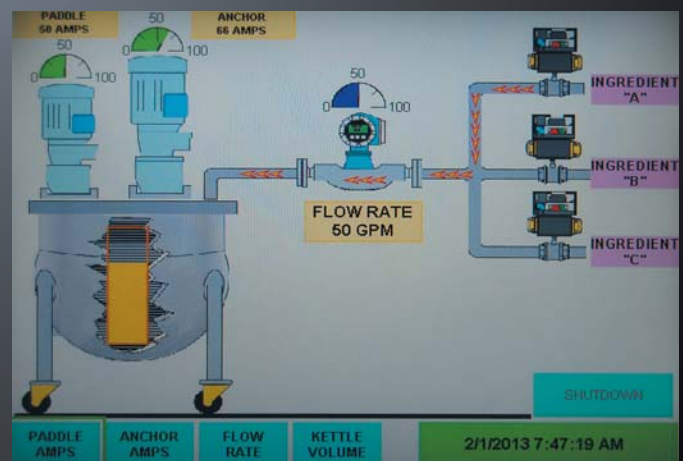 PADDLE
50 AMPS
ANCHOR
66 AMPS
50
0
100
50
0
100
50
0
100
INGREDIENT
"A"
INGREDIENT
"B"
FLOW RATE
50 GPM
INGREDIENT
"C"
SHUTDOWN
PADDLE
AMPS
ANCHOR
AMPS
FLOW
RATE
KETTLE
VOLUME
2/1/2013 7:47:19 AM